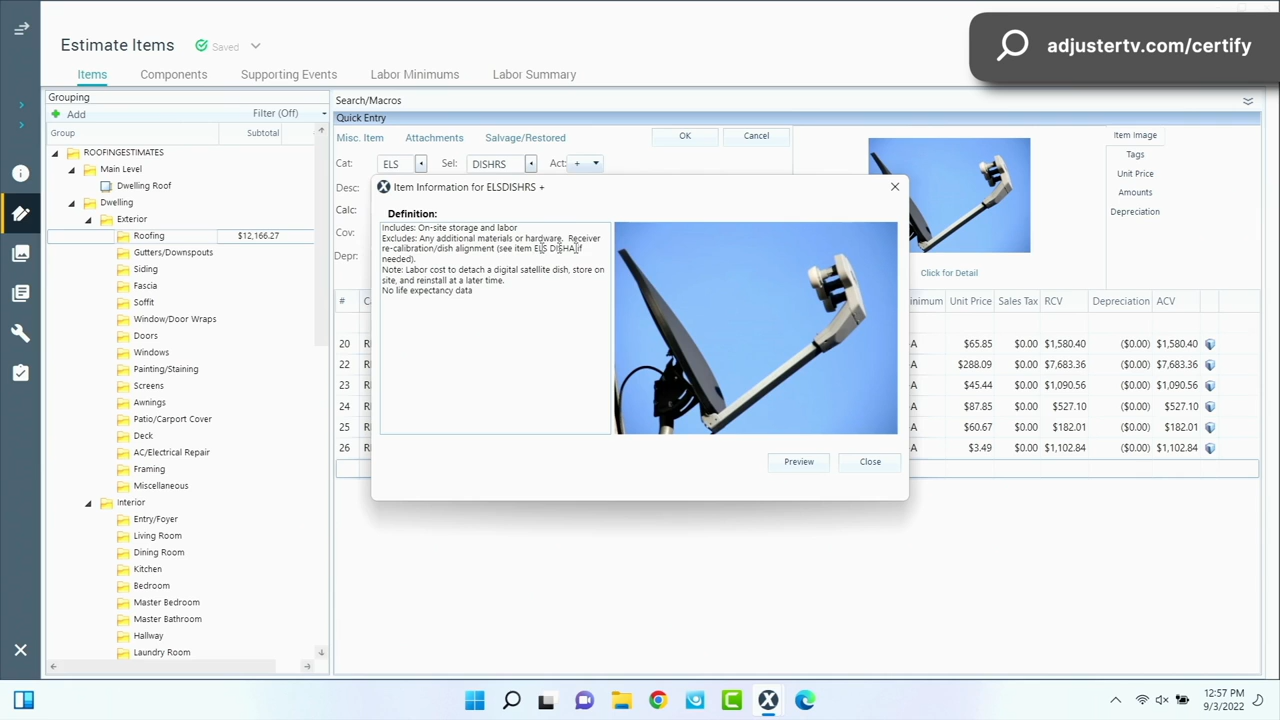 adjustertv.com/certify
Estimate Items
Saved
Items
Components
Supporting Events
Labor Minimums
Labor Summary
Grouping
Add
Filter (Off)
Group
Subtotal
ROOFINGESTIMATES
Main Level
Dwelling Roof
Dwelling
Exterior
Roofing
$12,166.27
Gutters/Downspouts
Siding
Fascia
Soffit
Window/Door Wraps
Doors
Windows
Painting/Staining
Screens
Awnings
Patio/Carport Cover
Deck
AC/Electrical Repair
Framing
Miscellaneous
Interior
Entry/Foyer
Living Room
Dining Room
Kitchen
Bedroom
Master Bedroom
Master Bathroom
Hallway
Laundry Room
Search/Macros
Quick Entry
Misc. Item
Attachments
Salvage/Restored
OK
Cancel
Cat:
ELS
Sel:
DISHRS
Act:
+
Desc:
Calc:
Cov:
Depr:
Item Image
Tags
Unit Price
Amounts
Depreciation
Click for Detail
Item Information for ELSDISHRS +
Definition:
Includes: On-site storage and labor
Excludes: Any additional materials or hardware. Receiver
re-calibration/dish alignment (see item ELS DISHA if
needed).
Note: Labor cost to detach a digital satellite dish, store on
site, and reinstall at a later time.
No life expectancy data
Preview
Close
# Unit Price Sales Tax RCV Depreciation ACV
20 $65.85 $0.00 $1,580.40 ($0.00) $1,580.40
22 $288.09 $0.00 $7,683.36 ($0.00) $7,683.36
23 $45.44 $0.00 $1,090.56 ($0.00) $1,090.56
24 $87.85 $0.00 $527.10 ($0.00) $527.10
25 $60.67 $0.00 $182.01 ($0.00) $182.01
26 $3.49 $0.00 $1,102.84 ($0.00) $1,102.84
12:57 PM
9/3/2022